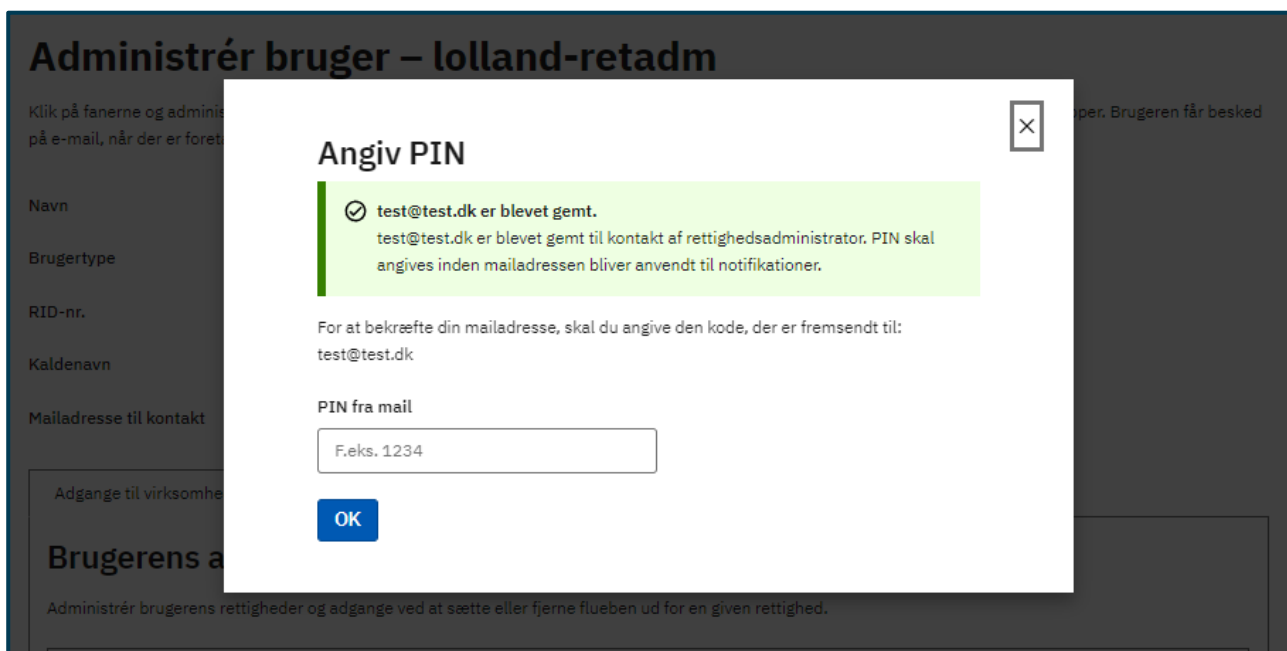 Administrér bruger – lolland-retadm
Klik på fanerne og adminis
per. Brugeren får besked
på e-mail, når der er foreta
Angiv PIN
test@test.dk er blevet gemt.
test@test.dk er blevet gemt til kontakt af rettighedsadministrator. PIN skal
angives inden mailadressen bliver anvendt til notifikationer.
For at bekræfte din mailadresse, skal du angive den kode, der er fremsendt til:
test@test.dk
PIN fra mail
F.eks. 1234
OK
Navn
Brugertype
RID-nr.
Kaldenavn
Mailadresse til kontakt
Adgange til virksomhe
Brugerens a
Administrér brugerens rettigheder og adgange ved at sætte eller fjerne flueben ud for en given rettighed.